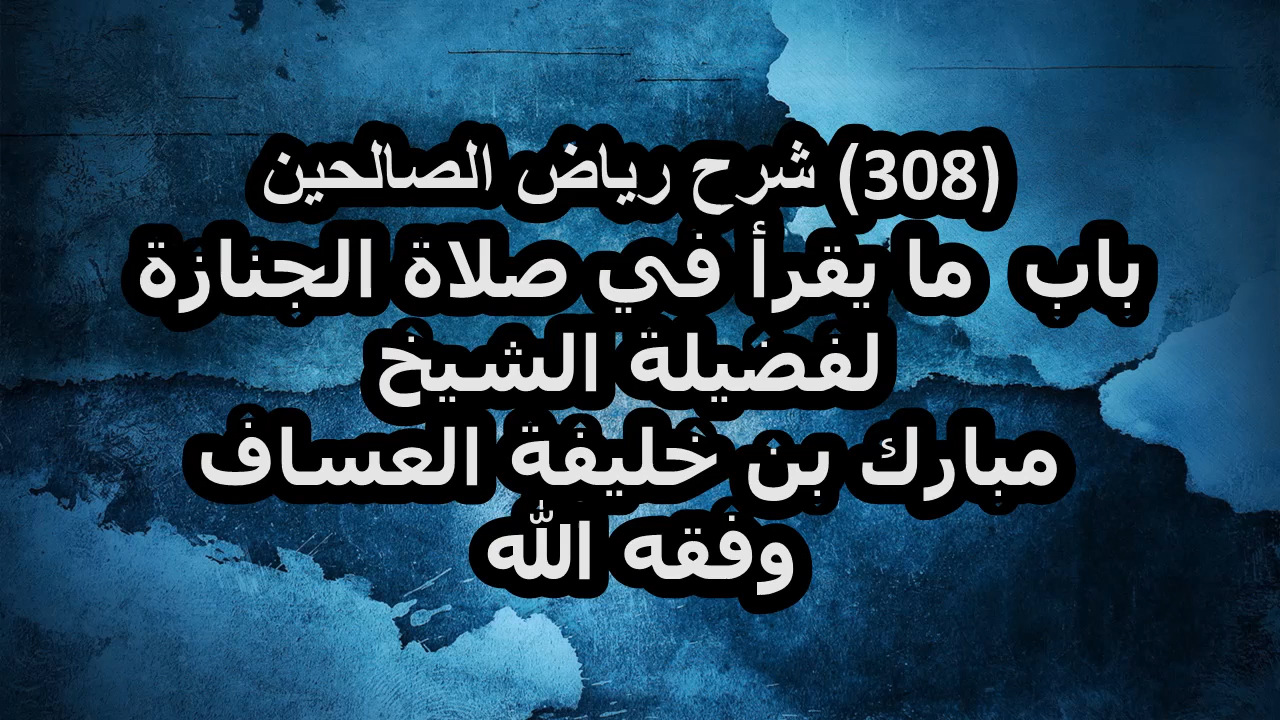 (308) شرح رياض الصالحين
باب ما يقرأ في صلاة الجنازة
لفضيلة الشيخ
مبارك بن خليفة العساف
وفقه الله